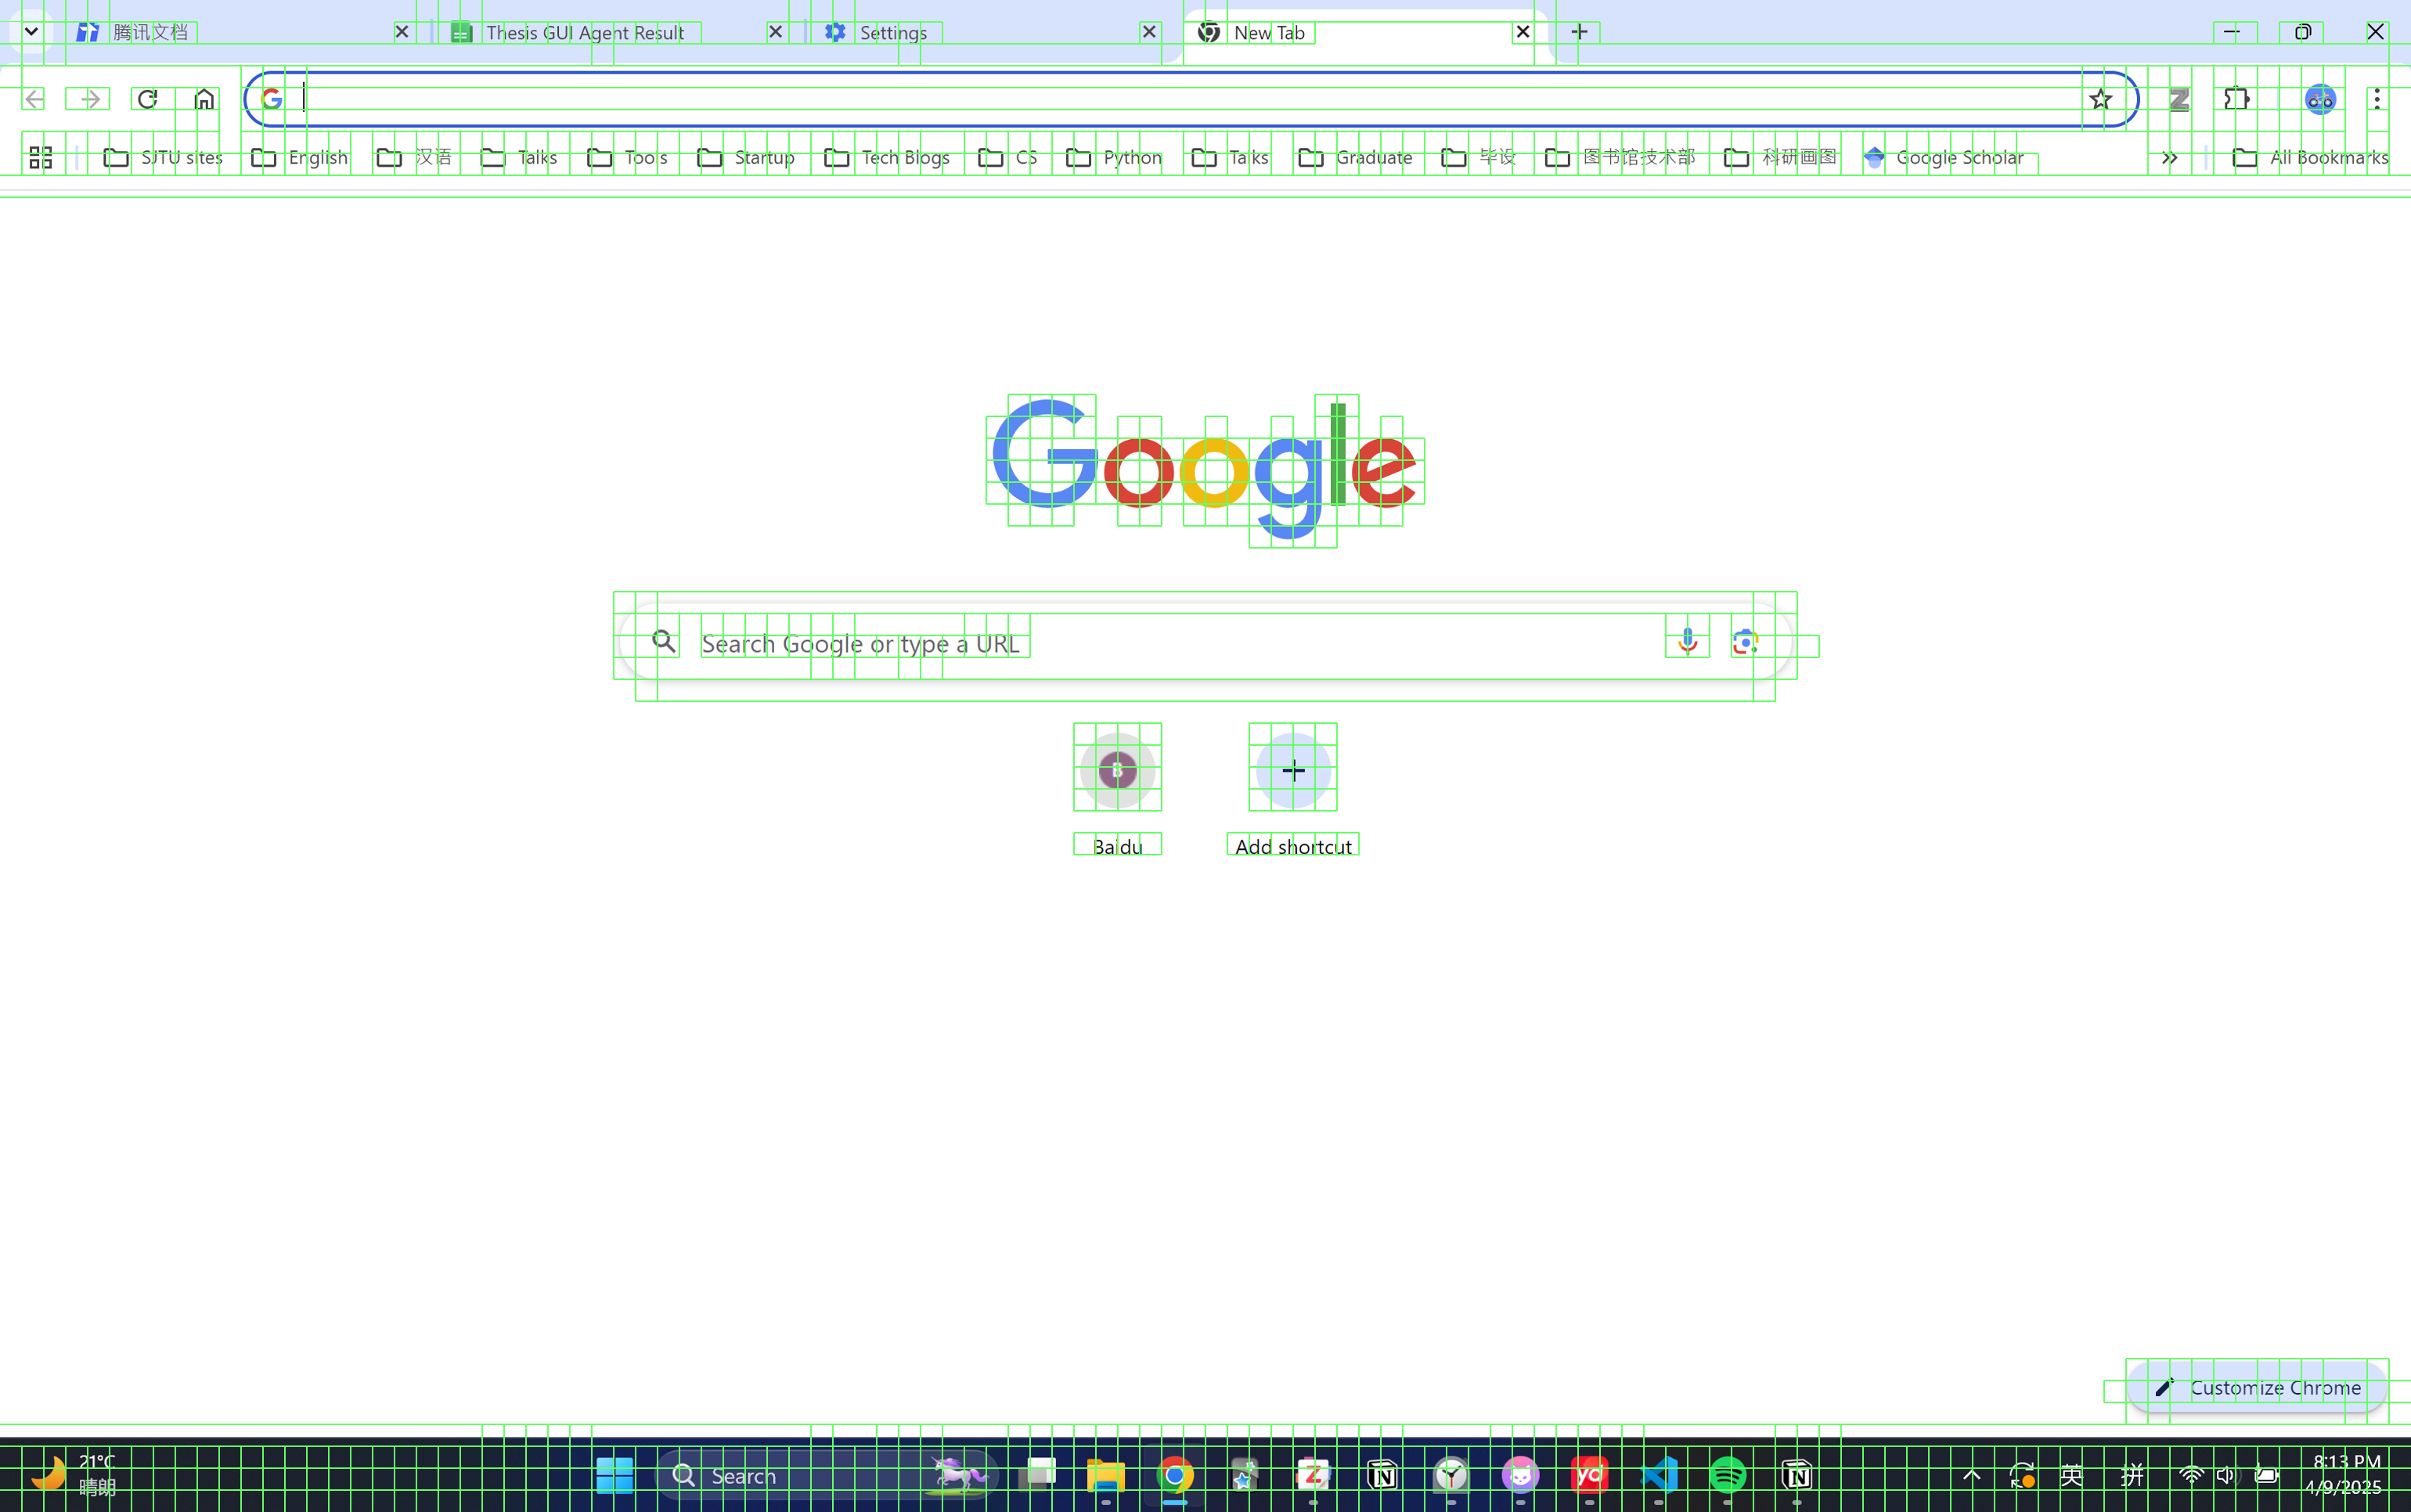 腾讯文档
Thesis GUI Agent Result
Settings
New Tab
SJTU sites
English
汉语
Talks
Tools
Startup
Tech Blogs
CS
Python
Talks
Graduate
毕设
图书馆技术部
科研画图
Google Scholar
All Bookmarks
Google
Search Google or type a URL
B
Baidu
Add shortcut
Customize Chrome
21°C
晴朗
Search
英
拼
8:13 PM
4/9/2025